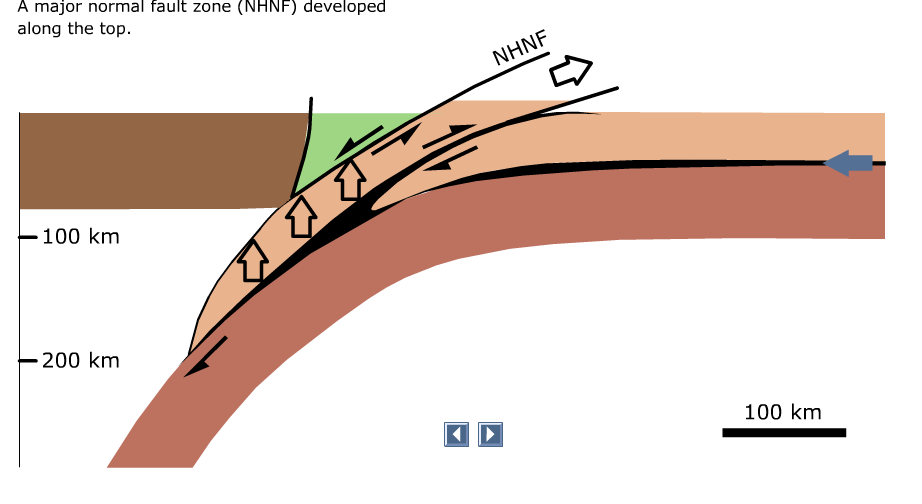 A major normal fault zone (NHNF) developed
along the top.
NHNF
100 km
200 km
100 km